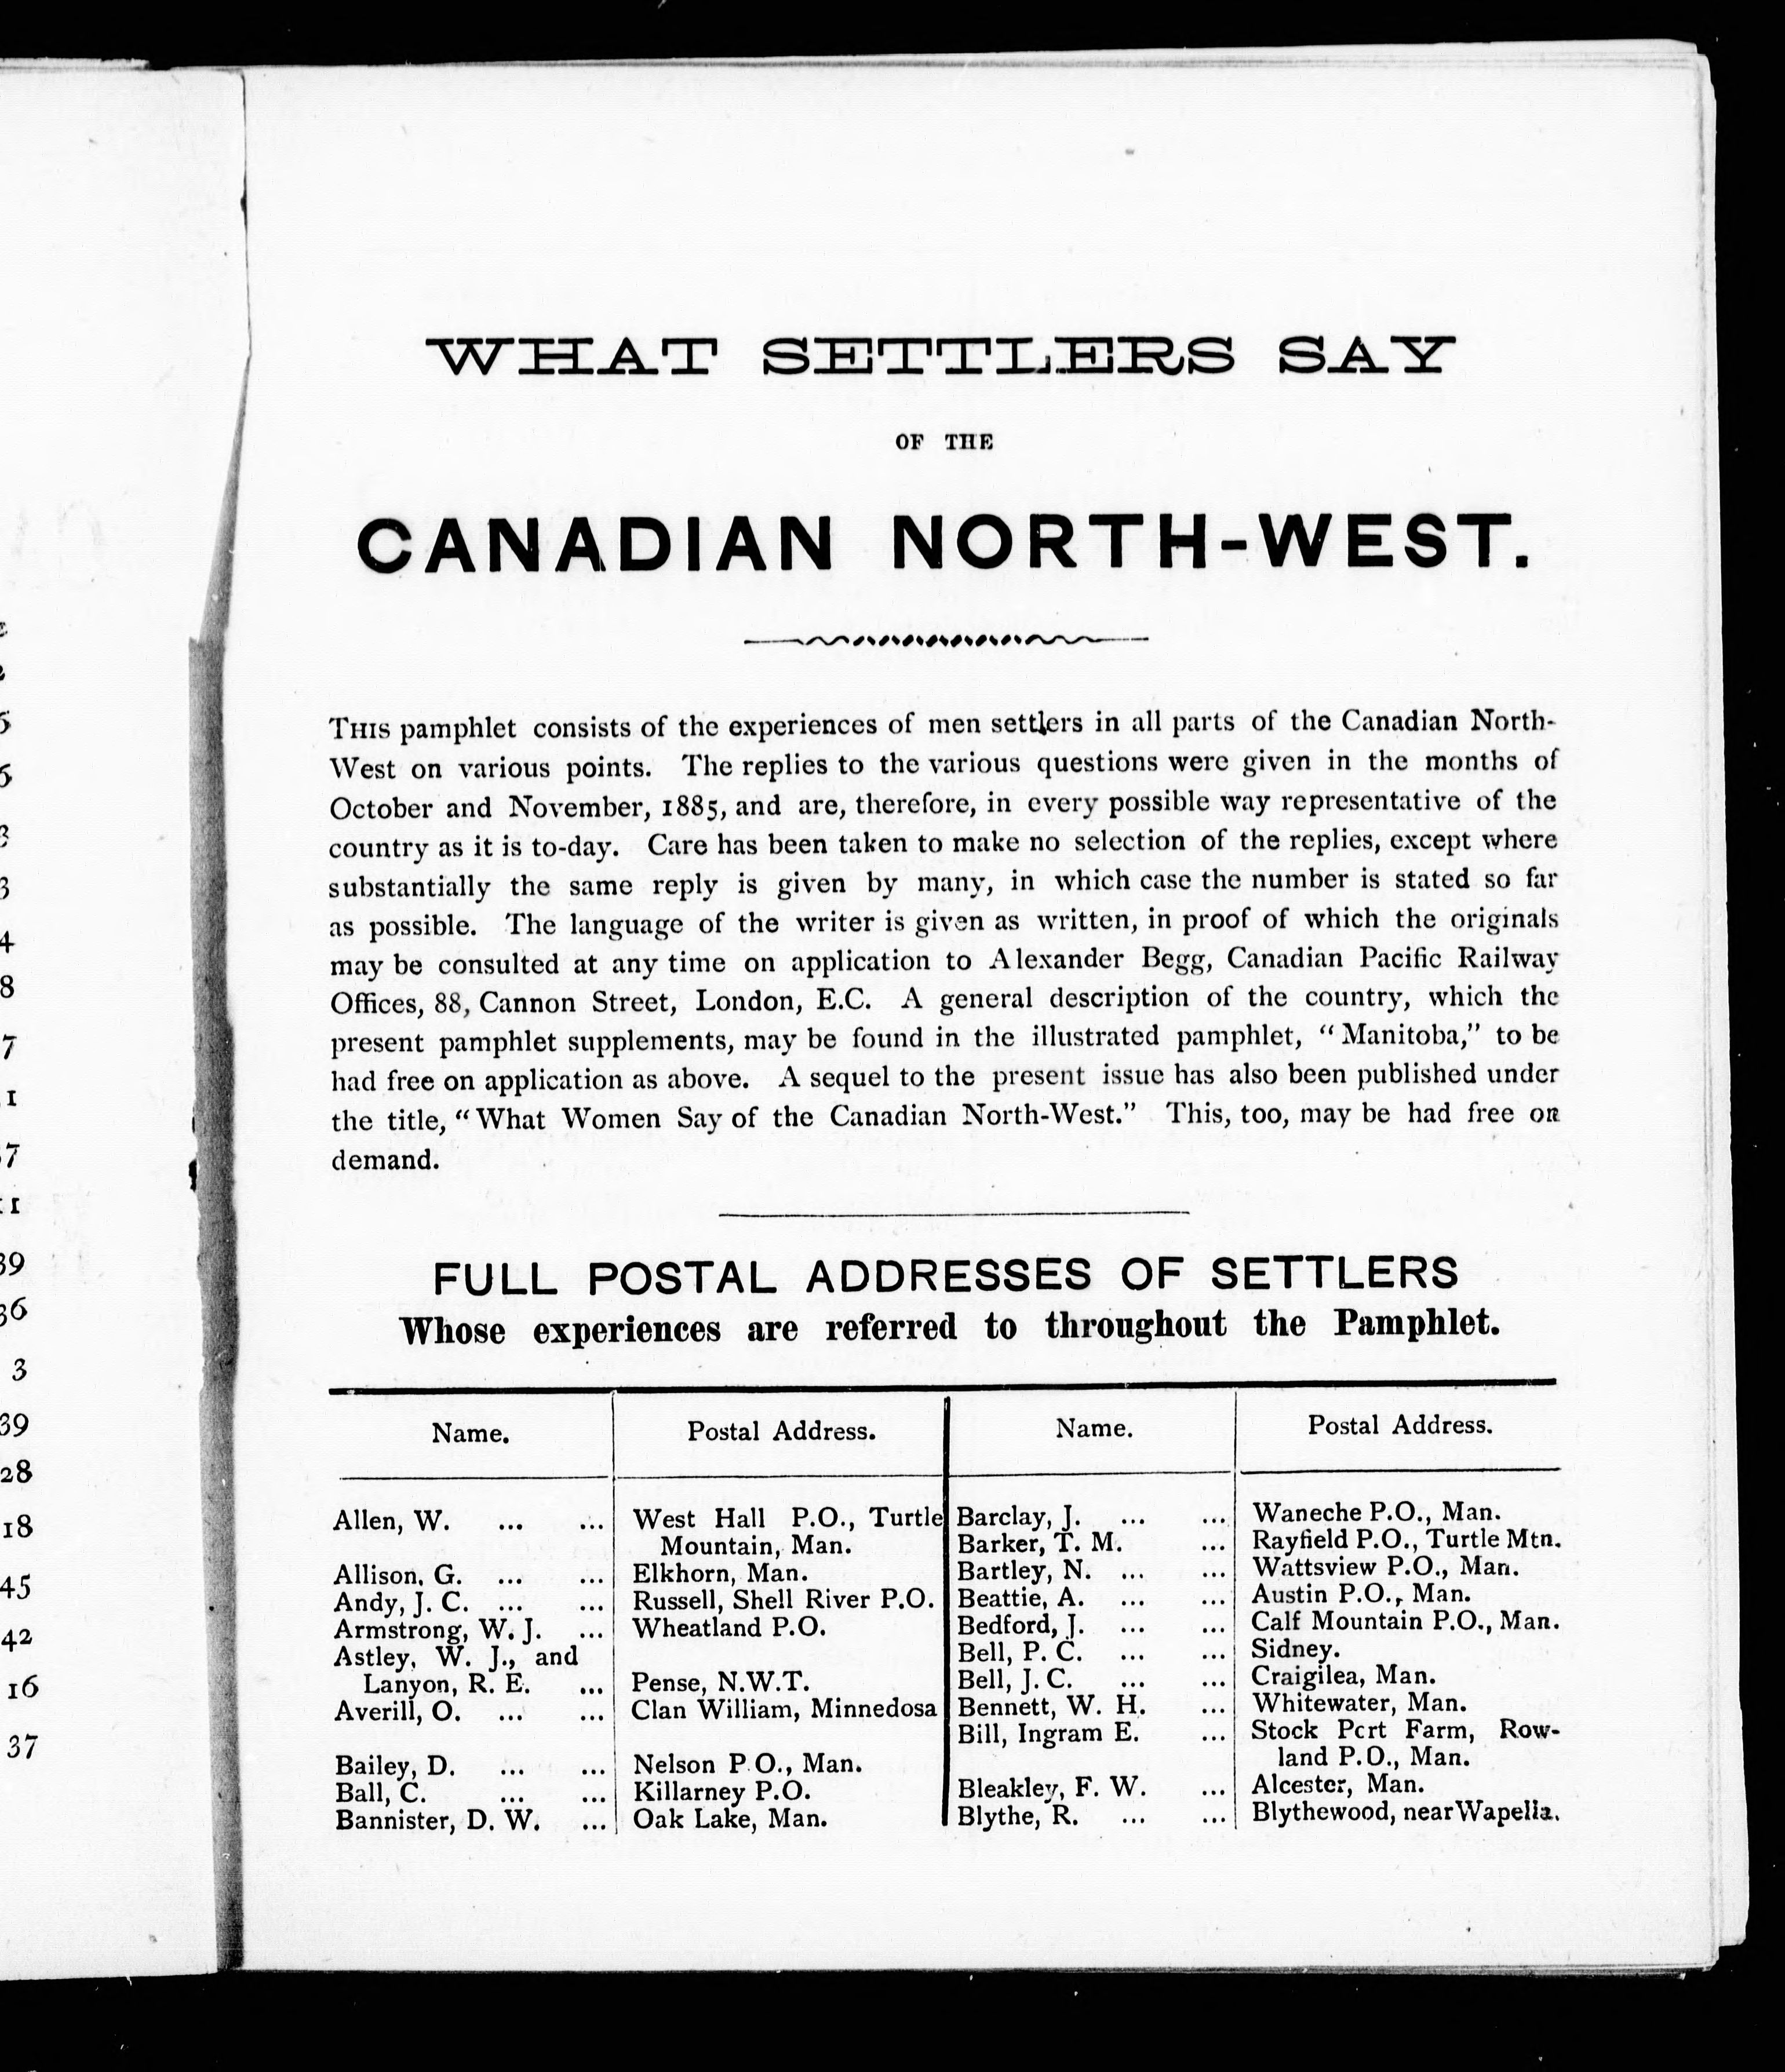 WHAT SETTLERS SAY
OF THE
CANADIAN NORTH-WEST.
THIS pamphlet consists of the experiences of men settlers in all parts of the Canadian North-
West on various points. The replies to the various questions were given in the months of
October and November, 1885, and are, therefore, in every possible way representative of the
country as it is to-day. Care has been taken to make no selection of the replies, except where
substantially the same reply is given by many, in which case the number is stated so far
as possible. The language of the writer is given as written, in proof of which the originals
may be consulted at any time on application to Alexander Begg, Canadian Pacific Railway
Offices, 88, Cannon Street, London, E.C. A general description of the country, which the
present pamphlet supplements, may be found in the illustrated pamphlet, “Manitoba,” to be
had free on application as above. A sequel to the present issue has also been published under
the title, “What Women Say of the Canadian North-West.” This, too, may be had free on
demand.
FULL POSTAL ADDRESSES OF SETTLERS
Whose experiences are referred to throughout the Pamphlet.
Name. Postal Address.
Allen, W. ... ... West Hall P.O., Turtle
Mountain, Man.
Allison, G. ... ... Elkhorn, Man.
Andy, J. C. ... ... Russell, Shell River P.O.
Armstrong, W. J. ... Wheatland P.O.
Astley, W. J., and
Lanyon, R. E. ... Pense, N.W.T.
Averill, O. ... ... Clan William, Minnedosa
Bailey, D. ... ... Nelson P.O., Man.
Ball, C. ... ... Killarney P.O.
Bannister, D. W. ... Oak Lake, Man.
Name. Postal Address.
Barclay, J. ... ... Waneche P.O., Man.
Barker, T. M. ... Rayfield P.O., Turtle Mtn.
Bartley, N. ... ... Wattsview P.O., Man.
Beattie, A. ... ... Austin P.O., Man.
Bedford, J. ... ... Calf Mountain P.O., Man.
Bell, P. C. ... ... Sidney.
Bell, J. C. ... ... Craigilea, Man.
Bennett, W. H. ... Whitewater, Man.
Bill, Ingram E. ... Stock Port Farm, Row-
land P.O., Man.
Bleakley, F. W. ... Alcester, Man.
Blythe, R. ... ... Blythewood, near Wapella.